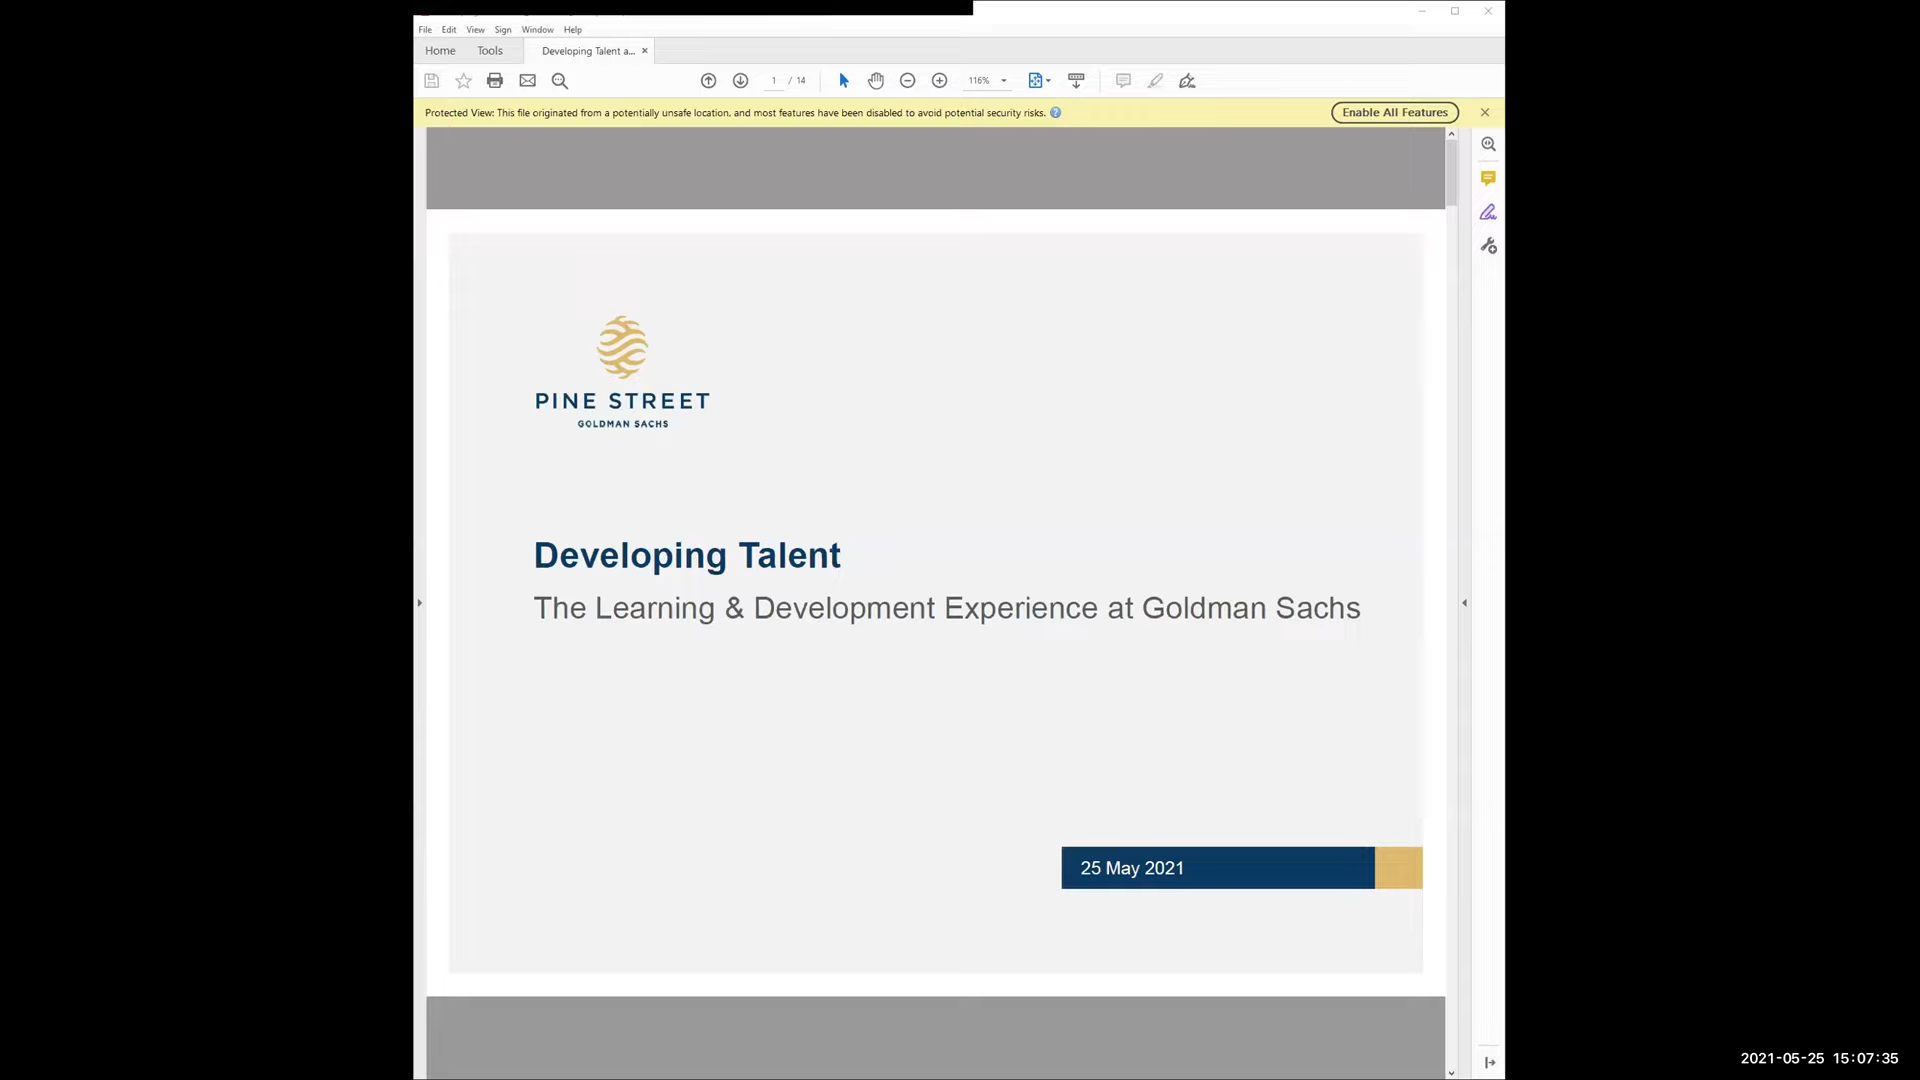 File Edit View Sign Window Help
Home Tools Developing Talent a... ×
1 / 14 116%
Protected View: This file originated from a potentially unsafe location, and most features have been disabled to avoid potential security risks. Enable All Features
PINE STREET
GOLDMAN SACHS
Developing Talent
The Learning & Development Experience at Goldman Sachs
25 May 2021
2021-05-25 15:07:35